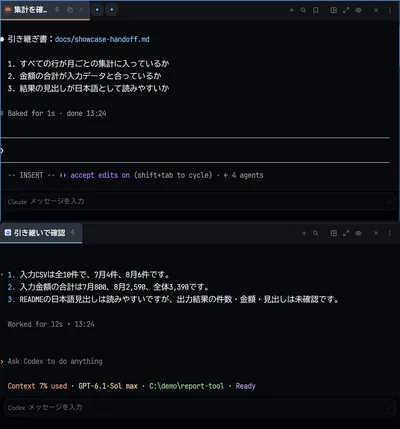 集計を確…
引き継ぎ書：docs/showcase-handoff.md
1. すべての行が月ごとの集計に入っているか
2. 金額の合計が入力データと合っているか
3. 結果の見出しが日本語として読みやすいか
Baked for 1s · done 13:24
-- INSERT -- ⏵⏵ accept edits on (shift+tab to cycle) · ← 4 agents
Claude メッセージを入力
引き継いで確認
1. 入力CSVは全10件で、7月4件、8月6件です。
2. 入力金額の合計は7月800、8月2,590、全体3,390です。
3. READMEの日本語見出しは読みやすいですが、出力結果の件数・金額・見出しは未確認です。
Worked for 12s • 13:24
› Ask Codex to do anything
Context 7% used · GPT-6.1-Sol max · C:\demo\report-tool · Ready
Codex メッセージを入力